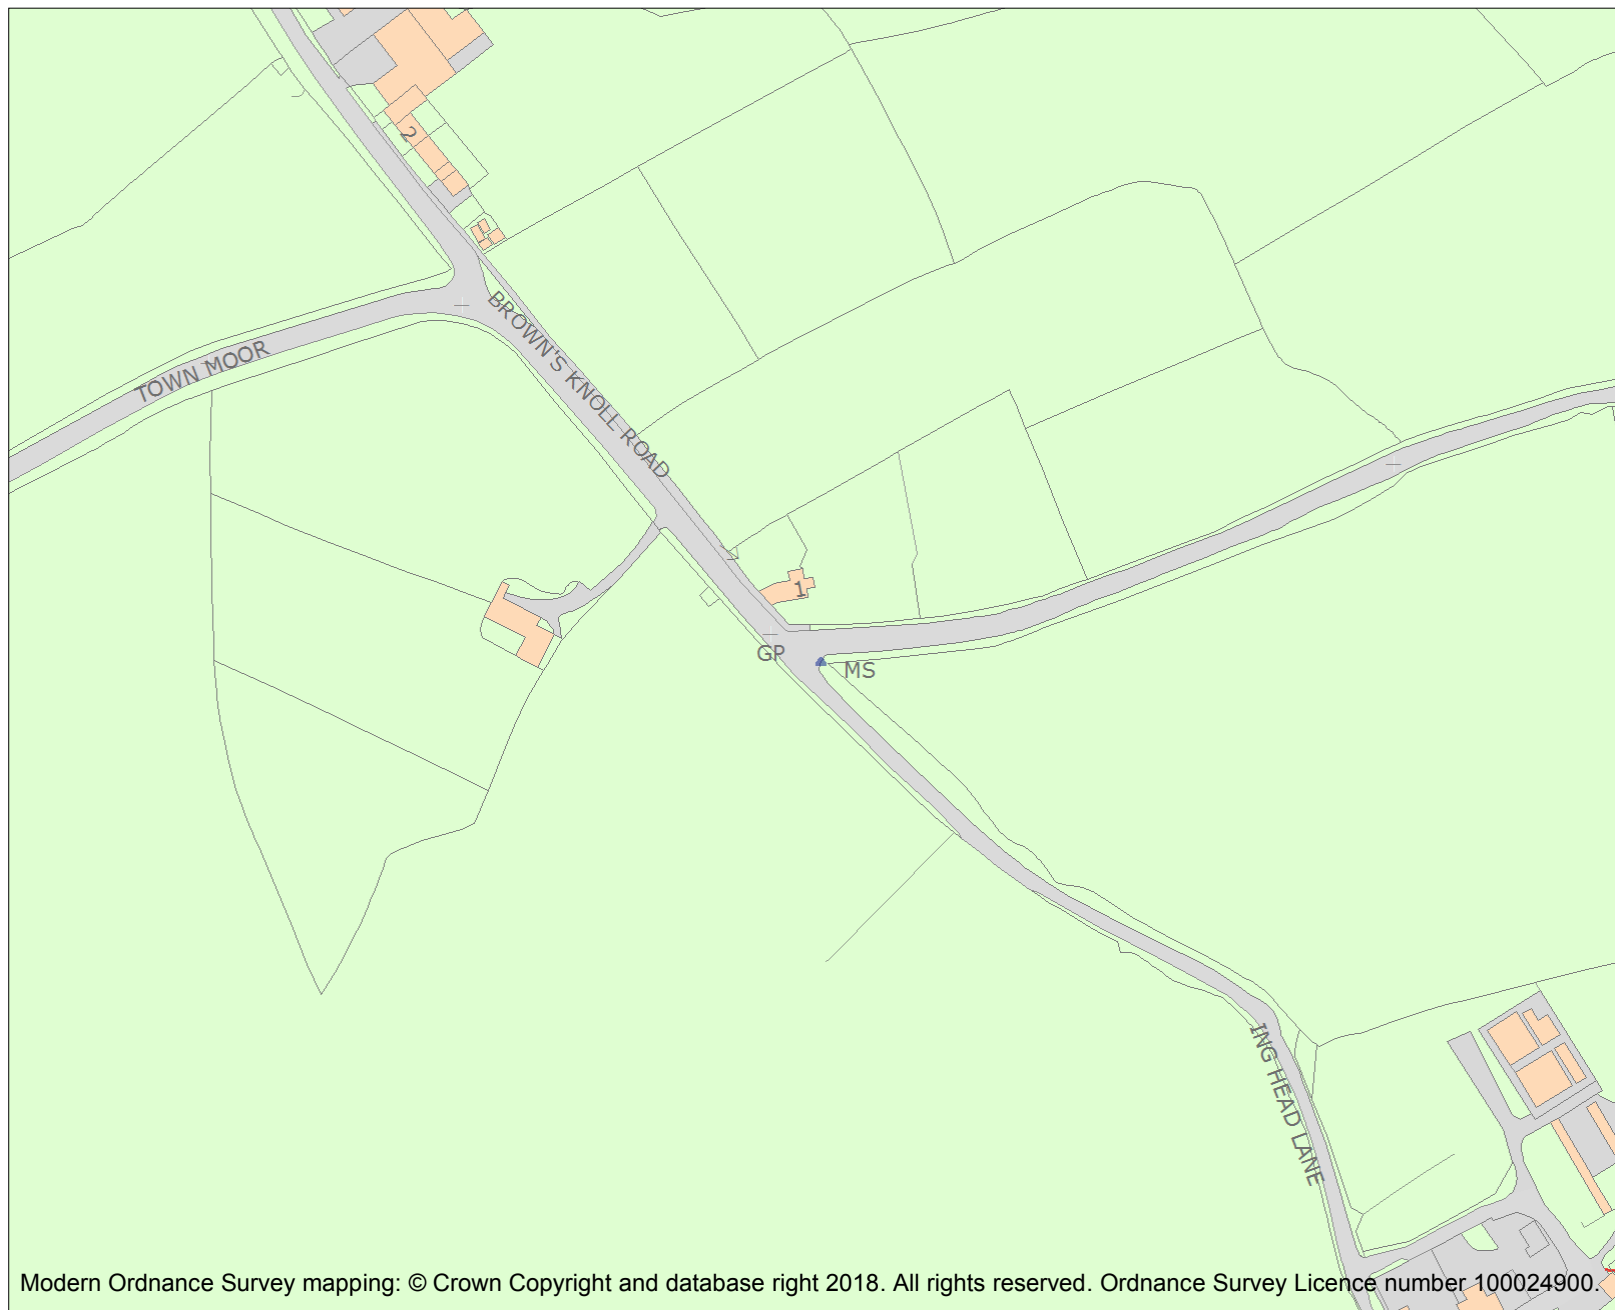 2
BROWN'S KNOLL ROAD
TOWN MOOR
1
GP
MS
ING HEAD LANE
Modern Ordnance Survey mapping: © Crown Copyright and database right 2018. All rights reserved. Ordnance Survey Licence number 100024900.